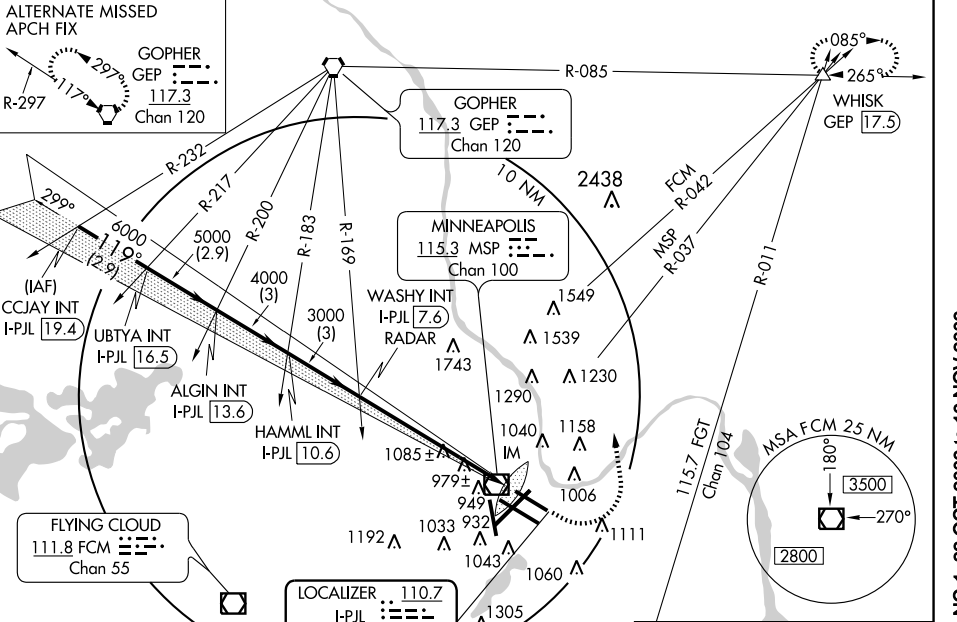 ALTERNATE MISSED
APCH FIX
297°
117°
R-297
GOPHER
GEP
117.3
Chan 120
R-085
085°
265°
WHISK
GEP 17.5
GOPHER
117.3 GEP
Chan 120
R-232
R-217
R-200
R-183
R-169
10 NM
2438
FCM
R-042
MSP
R-037
R-011
299°
6000
119°
(2.9)
5000
(2.9)
4000
(3)
3000
(3)
MINNEAPOLIS
115.3 MSP
Chan 100
(IAF)
CCJAY INT
I-PJL 19.4
UBTYA INT
I-PJL 16.5
ALGIN INT
I-PJL 13.6
HAMML INT
I-PJL 10.6
WASHY INT
I-PJL 7.6
RADAR
1549
1539
1743
1290
1230
1040
IM
1158
1085±
979±
949
1006
932
1033
1192
1043
1111
1060
1305
115.7 FGT
Chan 104
MSA FCM 25 NM
180°
3500
270°
2800
FLYING CLOUD
111.8 FCM
Chan 55
LOCALIZER 110.7
I-PJL